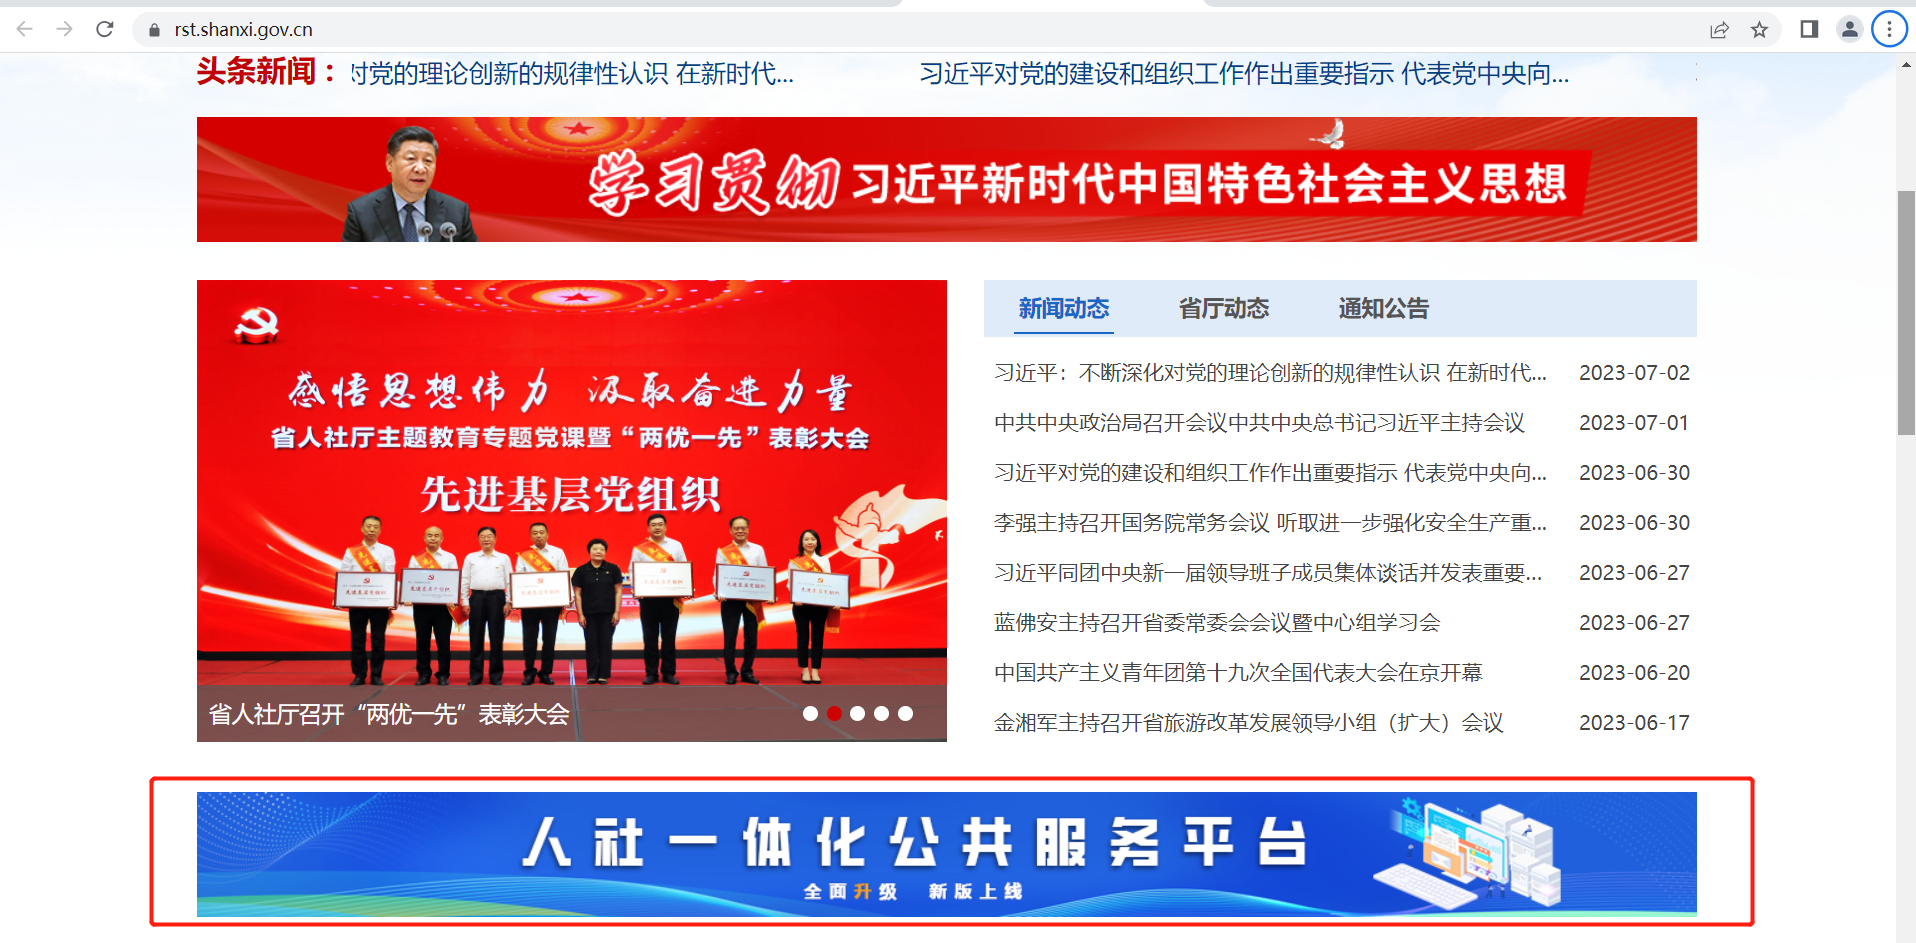 rst.shanxi.gov.cn
头条新闻：
对党的理论创新的规律性认识 在新时代...
习近平对党的建设和组织工作作出重要指示 代表党中央向...
学习贯彻 习近平新时代中国特色社会主义思想
感悟思想伟力 汲取奋进力量
省人社厅主题教育专题党课暨“两优一先”表彰大会
先进基层党组织
省人社厅召开“两优一先”表彰大会
新闻动态
省厅动态
通知公告
习近平：不断深化对党的理论创新的规律性认识 在新时代... 2023-07-02
中共中央政治局召开会议中共中央总书记习近平主持会议 2023-07-01
习近平对党的建设和组织工作作出重要指示 代表党中央向... 2023-06-30
李强主持召开国务院常务会议 听取进一步强化安全生产重... 2023-06-30
习近平同团中央新一届领导班子成员集体谈话并发表重要... 2023-06-27
蓝佛安主持召开省委常委会会议暨中心组学习会 2023-06-27
中国共产主义青年团第十九次全国代表大会在京开幕 2023-06-20
金湘军主持召开省旅游改革发展领导小组（扩大）会议 2023-06-17
人社一体化公共服务平台
全面升级 新版上线